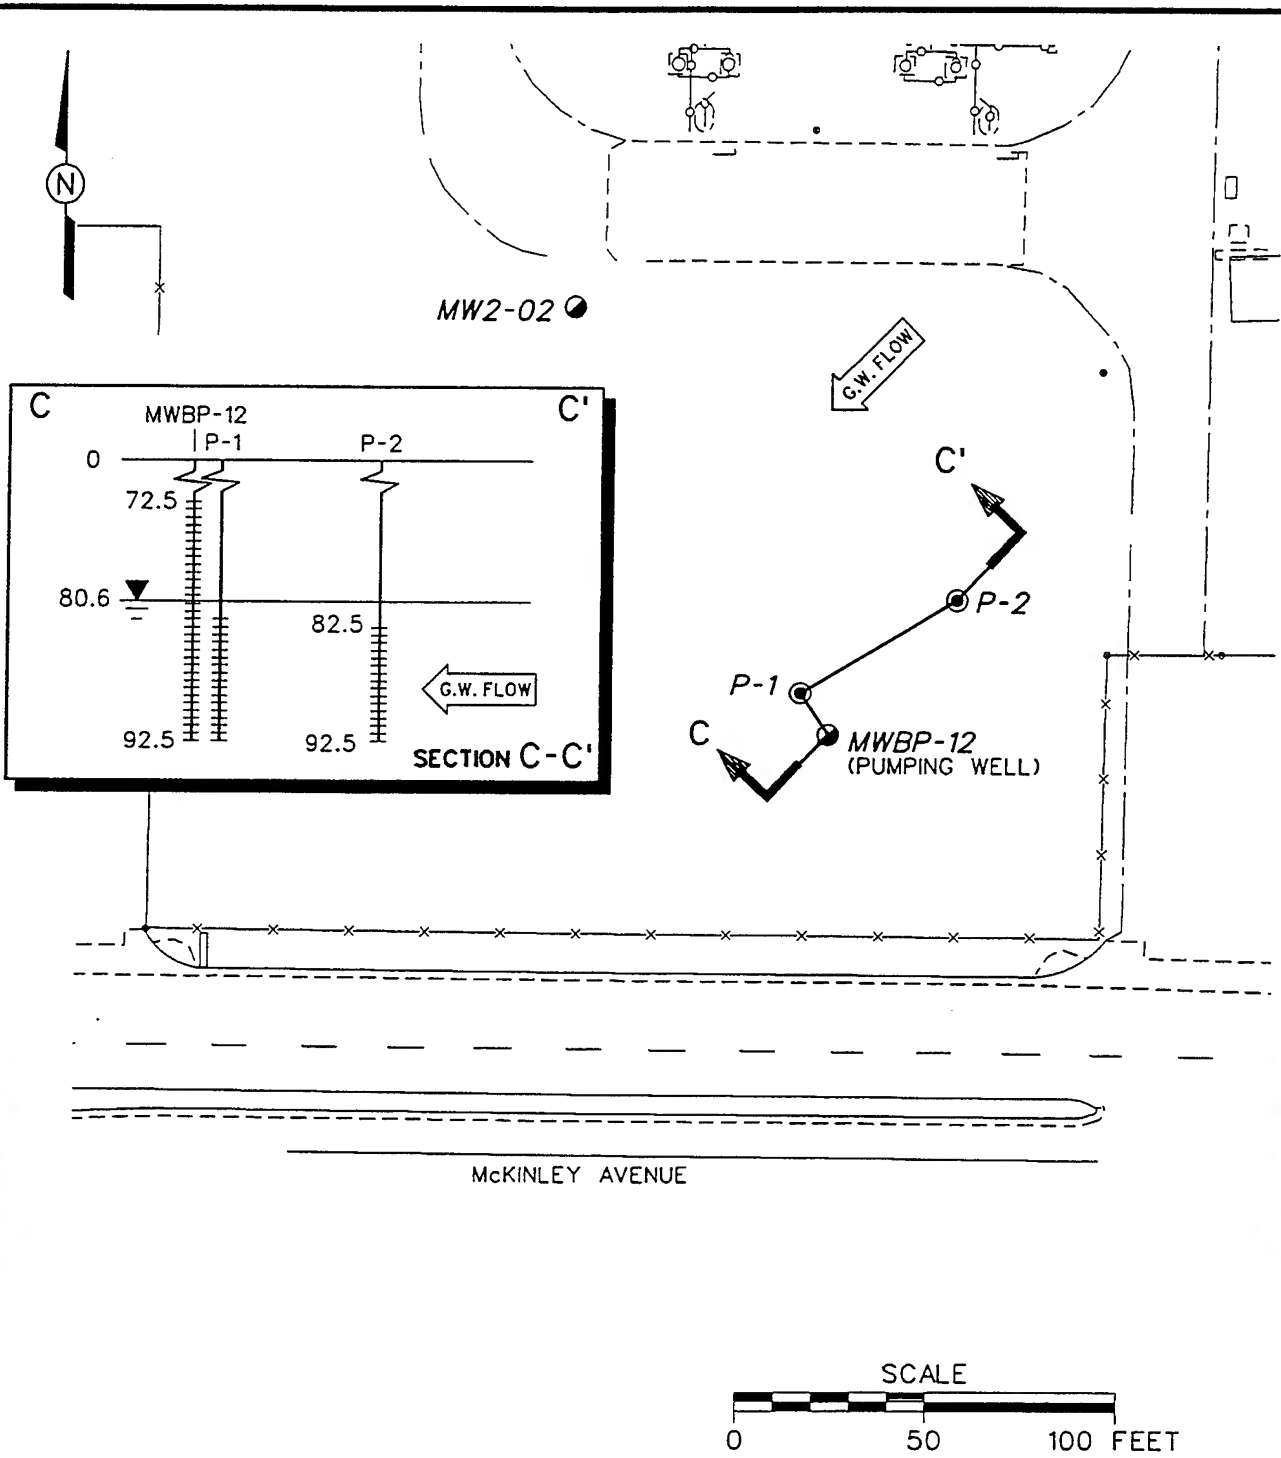 N
MW2-02
G.W. FLOW
C C'
MWBP-12
P-1 P-2
0
72.5
80.6
82.5
G.W. FLOW
92.5 92.5
SECTION C-C'
C'
P-2
P-1
C
MWBP-12
(PUMPING WELL)
McKINLEY AVENUE
SCALE
0 50 100 FEET